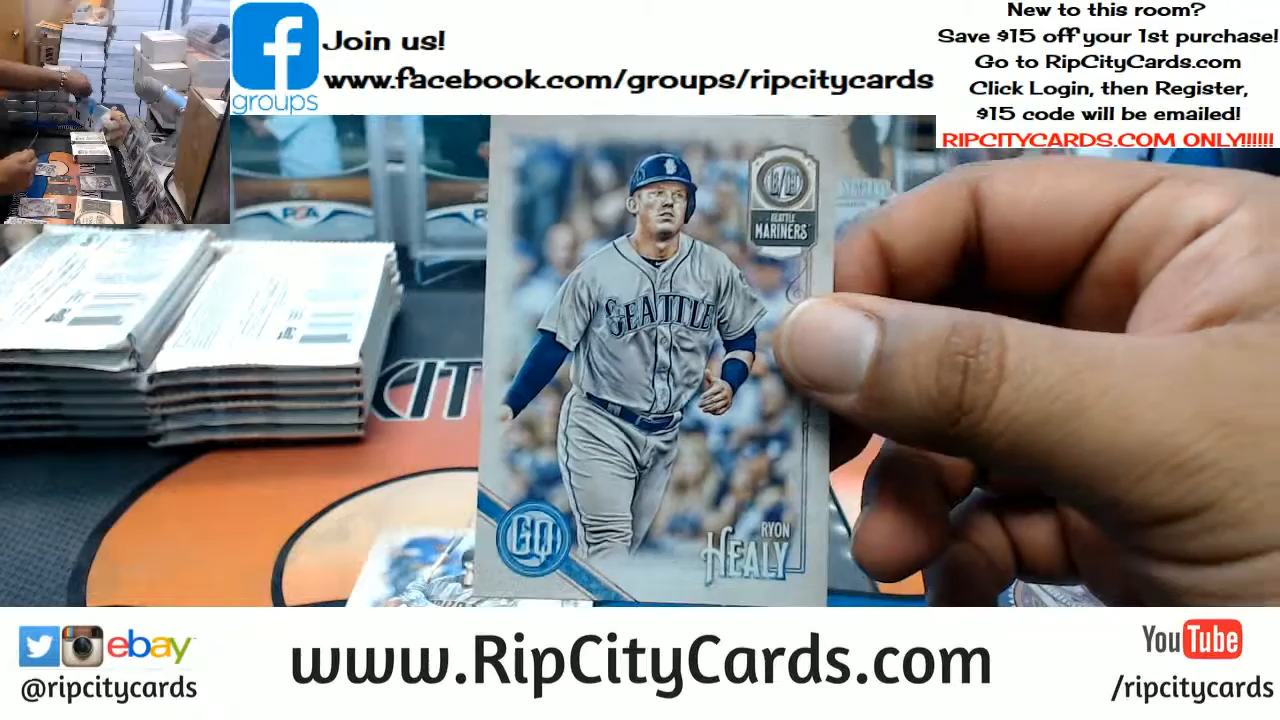 Join us!
www.facebook.com/groups/ripcitycards
groups
New to this room?
Save $15 off your 1st purchase!
Go to RipCityCards.com
Click Login, then Register,
$15 code will be emailed!
RIPCITYCARDS.COM ONLY!!!!!!
PSA
SEATTLE
MARINERS
SEATTLE
CIT
GQ
RYON
HEALY
ebay
@ripcitycards
www.RipCityCards.com
YouTube
/ripcitycards